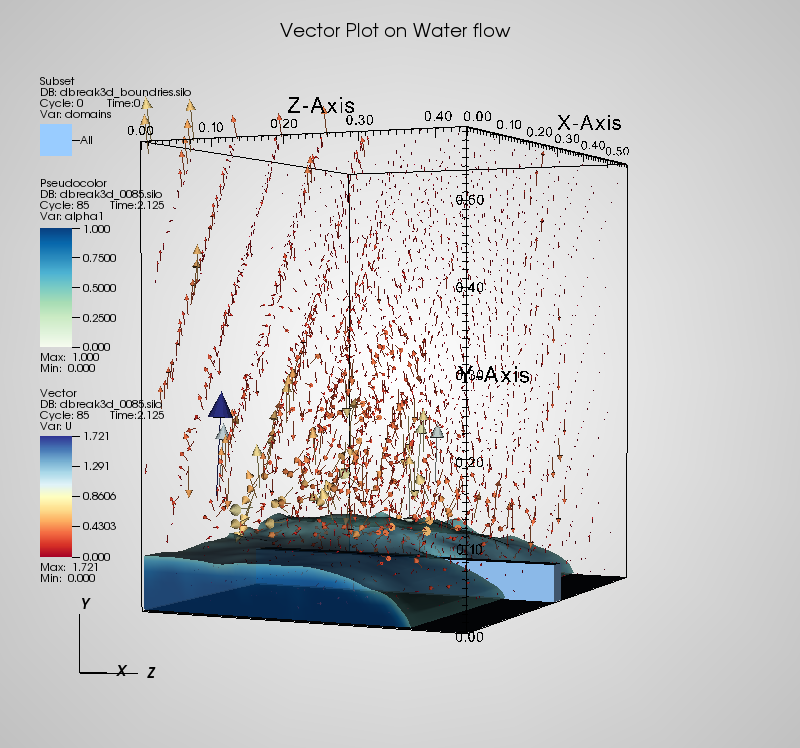 Vector Plot on Water flow
Subset
DB: dbreak3d_boundries.silo
Cycle: 0 Time:0
Var: domains
All
Pseudocolor
DB: dbreak3d_0085.silo
Cycle: 85 Time:2.125
Var: alpha1
1.000
0.7500
0.5000
0.2500
0.000
Max: 1.000
Min: 0.000
Vector
DB: dbreak3d_0085.silo
Cycle: 85 Time:2.125
Var: U
1.721
1.291
0.8606
0.4303
0.000
Max: 1.721
Min: 0.000
Z-Axis
0.00 0.10 0.20 0.30 0.40
X-Axis
0.00 0.10 0.20 0.30 0.40 0.50
0.50
0.40
Y-Axis
0.20
0.10
0.00
Y
X Z